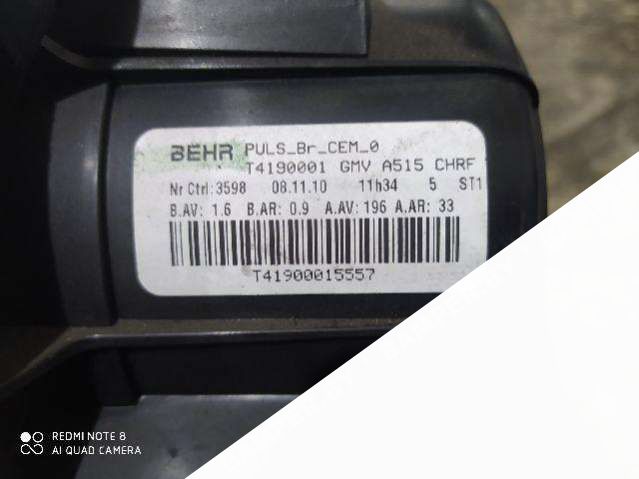 BEHR PULS_Br_CEM_0
T4190001 GMV A515 CHRF
Nr Ctrl:3598 08.11.10 11h34 5 ST1
B.AV: 1.6 B.AR: 0.9 A.AV: 196 A.AR: 33
T41900015557
REDMI NOTE 8
AI QUAD CAMERA